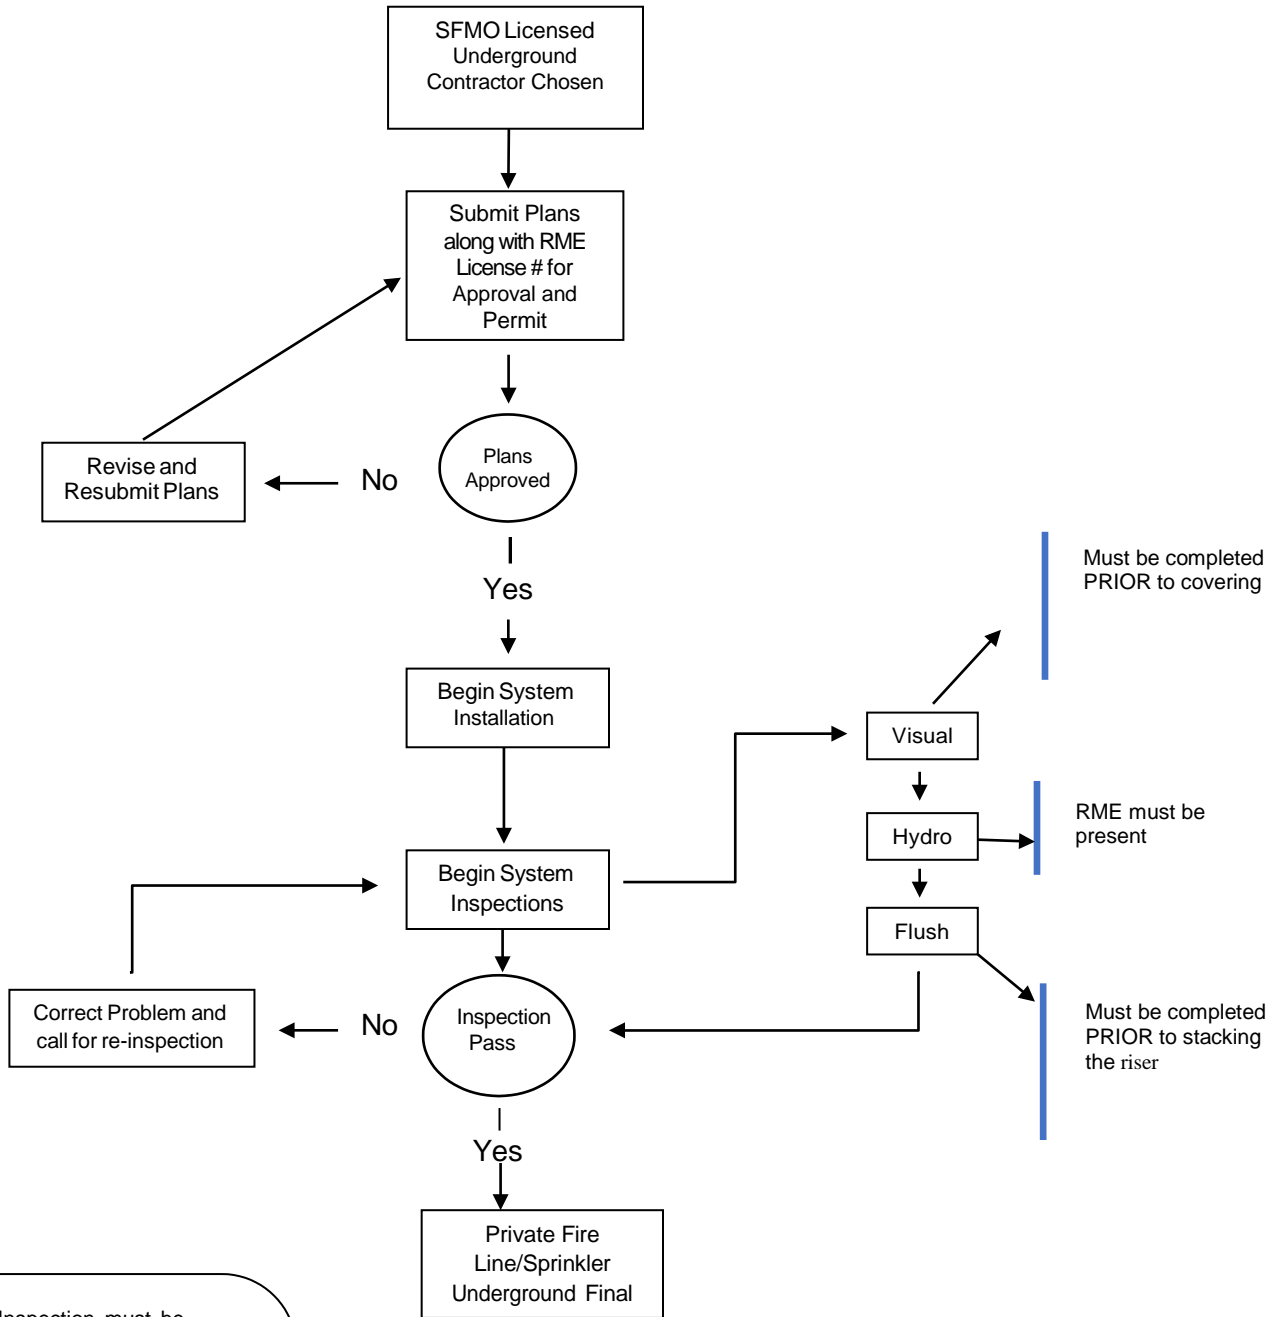 SFMO Licensed
Underground
Contractor Chosen
Submit Plans
along with RME
License # for
Approval and
Permit
Plans
Approved
No
Revise and
Resubmit Plans
Yes
Begin System
Installation
Begin System
Inspections
Visual
Must be completed
PRIOR to covering
Hydro
RME must be
present
Flush
Must be completed
PRIOR to stacking
the riser
Inspection
Pass
No
Correct Problem and
call for re-inspection
Yes
Private Fire
Line/Sprinkler
Underground Final
Inspection must be